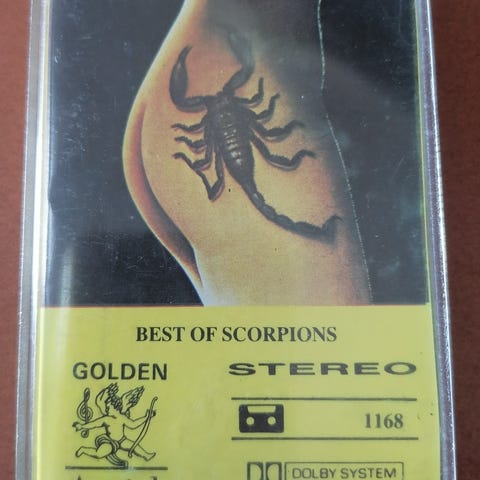 BEST OF SCORPIONS
GOLDEN
STEREO
1168
DOLBY SYSTEM